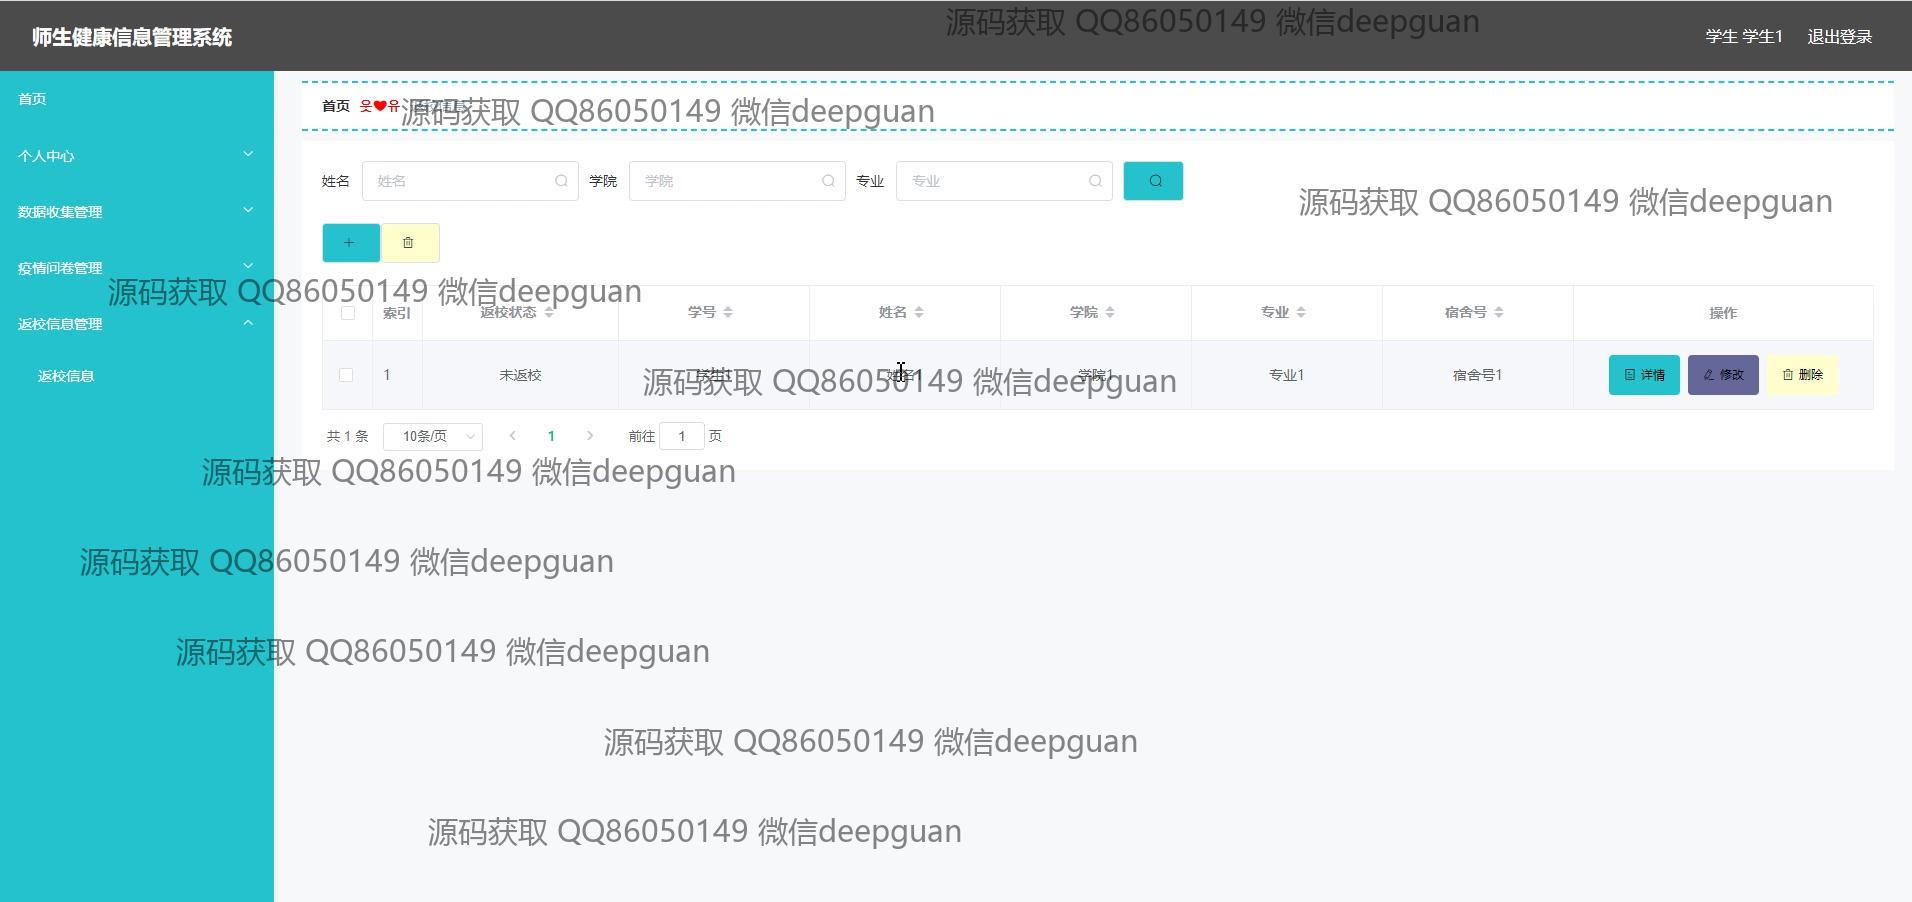 源码获取 QQ86050149 微信deepguan
师生健康信息管理系统
学生 学生1 退出登录
首页
首页 웃❤유
源码获取 QQ86050149 微信deepguan
个人中心
姓名 姓名 学院 学院 专业 专业
源码获取 QQ86050149 微信deepguan
数据收集管理
疫情问卷管理
源码获取 QQ86050149 微信deepguan
索引 返校状态 学号 姓名 学院 专业 宿舍号 操作
返校信息管理
返校信息
1 未返校 学生1 姓名1 学院1 专业1 宿舍号1 详情 修改 删除
源码获取 QQ86050149 微信deepguan
共 1 条 10条/页 1 前往 1 页
源码获取 QQ86050149 微信deepguan
源码获取 QQ86050149 微信deepguan
源码获取 QQ86050149 微信deepguan
源码获取 QQ86050149 微信deepguan
源码获取 QQ86050149 微信deepguan